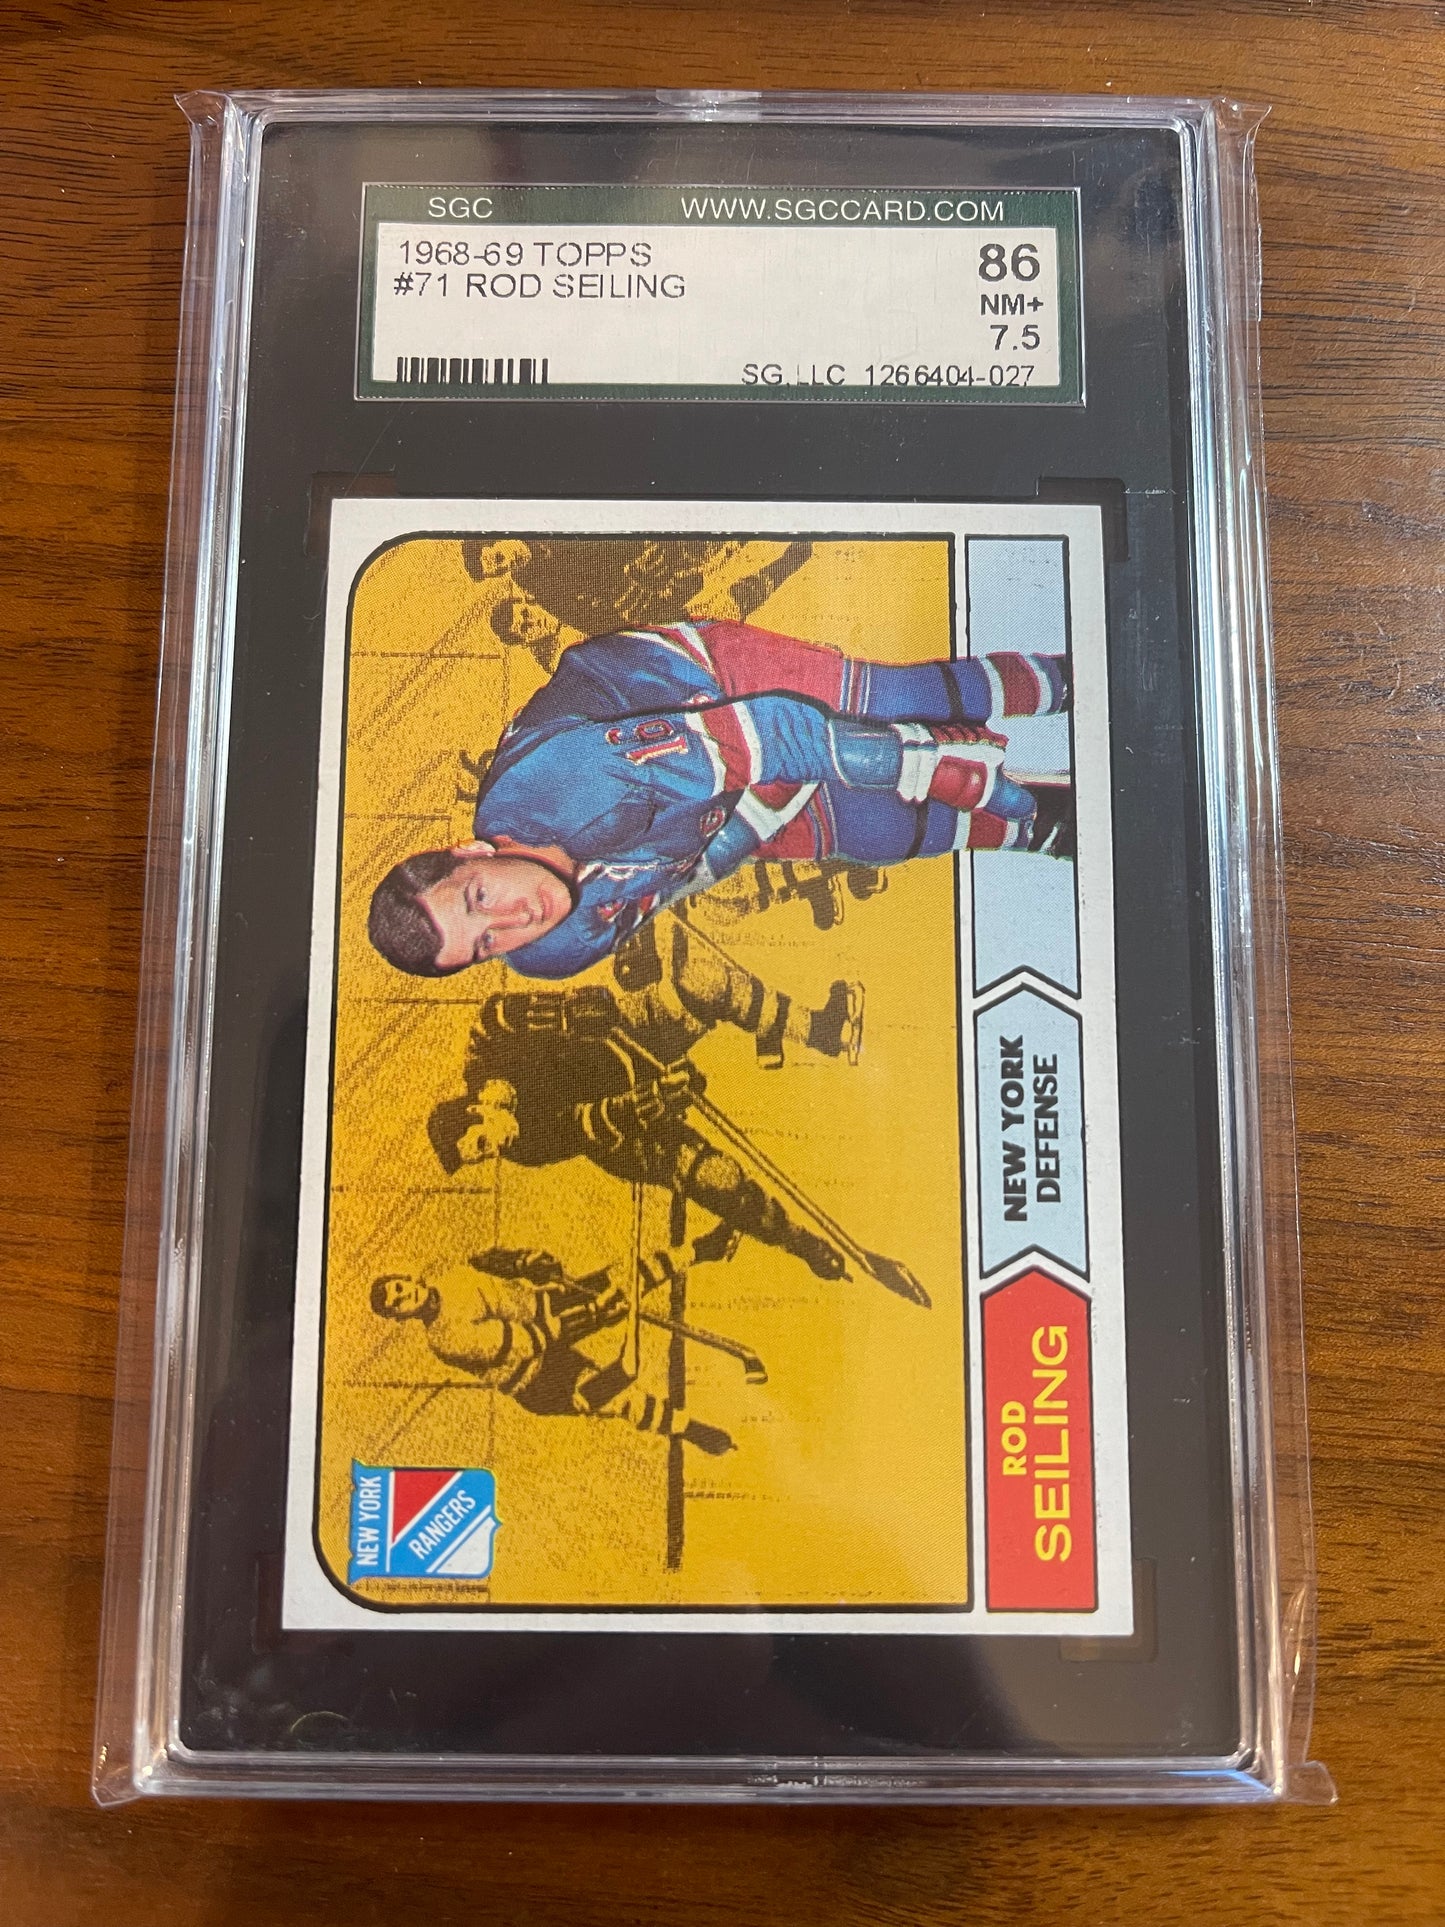 SGC WWW.SGCCARD.COM
1968-69 TOPPS 86
#71 ROD SEILING NM+
7.5
SG, LLC 1266404-027
16
NEW YORK
RANGERS
ROD
SEILING
NEW YORK
DEFENSE